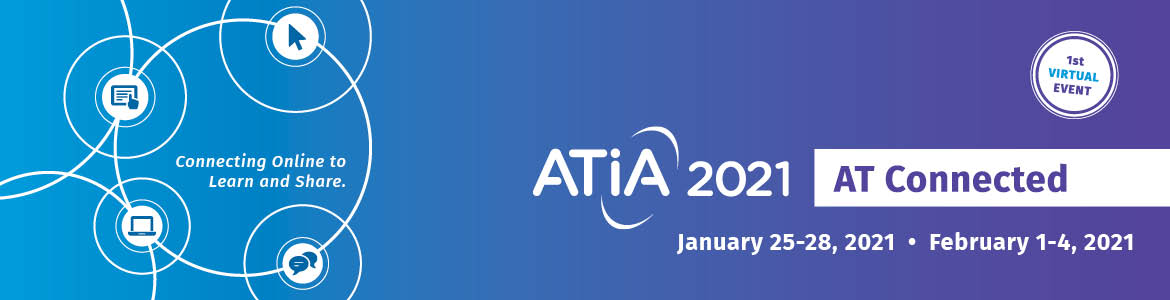 1st
VIRTUAL
EVENT
Connecting Online to
Learn and Share.
ATiA 2021 AT Connected
January 25-28, 2021 • February 1-4, 2021